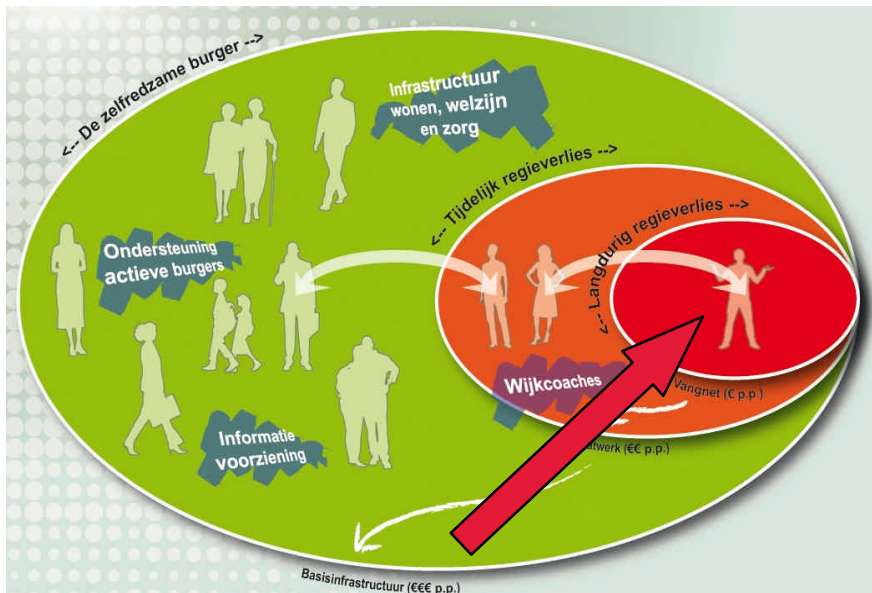 <-- De zelfredzame burger -->
Infrastructuur
wonen, welzijn
en zorg
<-- Tijdelijk regieverlies -->
<-- Langdurig regieverlies -->
Ondersteuning
actieve burgers
Wijkcoaches
Vangnet (€ p.p.)
(€€ p.p.)
Informatie
voorziening
Basisinfrastructuur (€€€ p.p.)